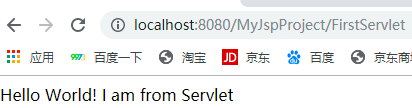 localhost:8080/MyJspProject/FirstServlet
应用 百度一下 淘宝 JD 京东 百度 京东商
Hello World! I am from Servlet